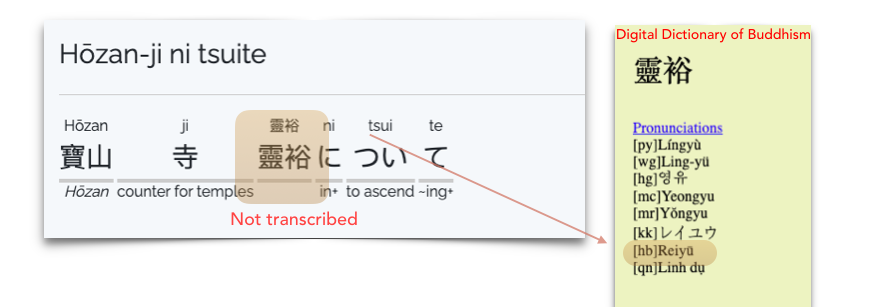 Hōzan-ji ni tsuite
Hōzan ji 靈裕 ni tsui te
寶山 寺 靈裕 に つい て
Hōzan counter for temples in+ to ascend ~ing+
Not transcribed
Digital Dictionary of Buddhism
靈裕
Pronunciations
[py]Língyù
[wg]Ling-yü
[hg]영유
[mc]Yeongyu
[mr]Yŏngyu
[kk]レイユウ
[hb]Reiyū
[qn]Linh dụ